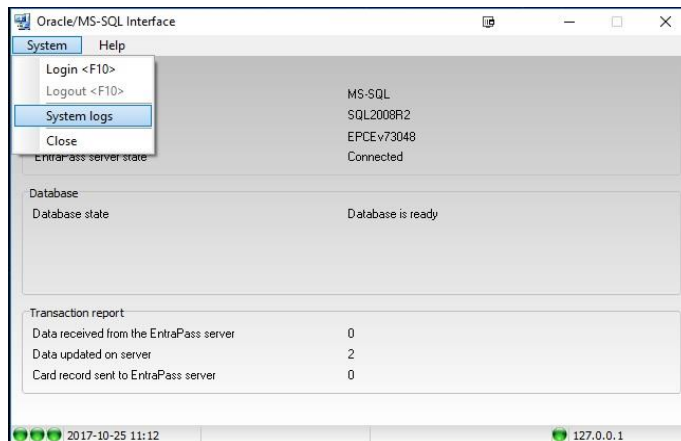 Oracle/MS-SQL Interface
System Help
Login <F10>
Logout <F10>
System logs
Close
MS-SQL
SQL2008R2
EPCEv73048
EntraPass server state Connected
Database
Database state Database is ready
Transaction report
Data received from the EntraPass server 0
Data updated on server 2
Card record sent to EntraPass server 0
2017-10-25 11:12 127.0.0.1